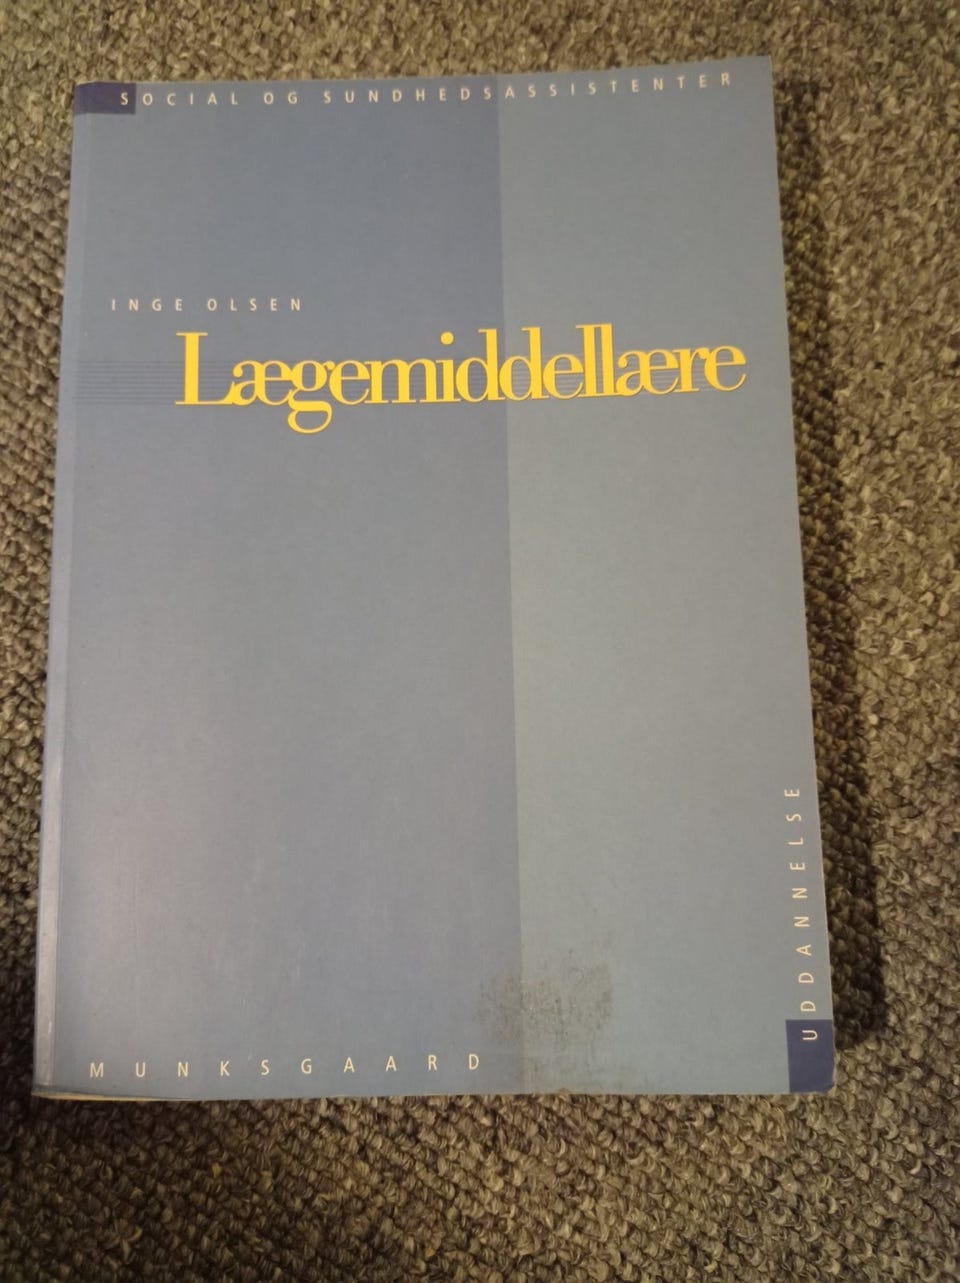 SOCIAL OG SUNDHEDSASSISTENTER
INGE OLSEN
Lægemiddellære
UDDANNELSE
MUNKSGAARD